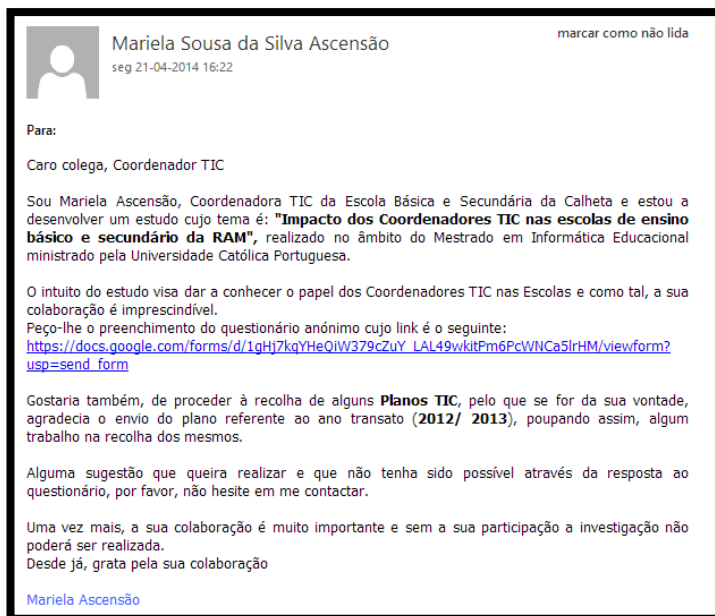 Mariela Sousa da Silva Ascensão
marcar como não lida
seg 21-04-2014 16:22
Para:
Caro colega, Coordenador TIC
Sou Mariela Ascensão, Coordenadora TIC da Escola Básica e Secundária da Calheta e estou a
desenvolver um estudo cujo tema é: "Impacto dos Coordenadores TIC nas escolas de ensino
básico e secundário da RAM", realizado no âmbito do Mestrado em Informática Educacional
ministrado pela Universidade Católica Portuguesa.
O intuito do estudo visa dar a conhecer o papel dos Coordenadores TIC nas Escolas e como tal, a sua
colaboração é imprescindível.
Peço-lhe o preenchimento do questionário anónimo cujo link é o seguinte:
https://docs.google.com/forms/d/1gHj7kqYHeQiW379cZuY_LAL49wkitPm6PcWNCa5lrHM/viewform?
usp=send_form
Gostaria também, de proceder à recolha de alguns Planos TIC, pelo que se for da sua vontade,
agradecia o envio do plano referente ao ano transato (2012/ 2013), poupando assim, algum
trabalho na recolha dos mesmos.
Alguma sugestão que queira realizar e que não tenha sido possível através da resposta ao
questionário, por favor, não hesite em me contactar.
Uma vez mais, a sua colaboração é muito importante e sem a sua participação a investigação não
poderá ser realizada.
Desde já, grata pela sua colaboração
Mariela Ascensão